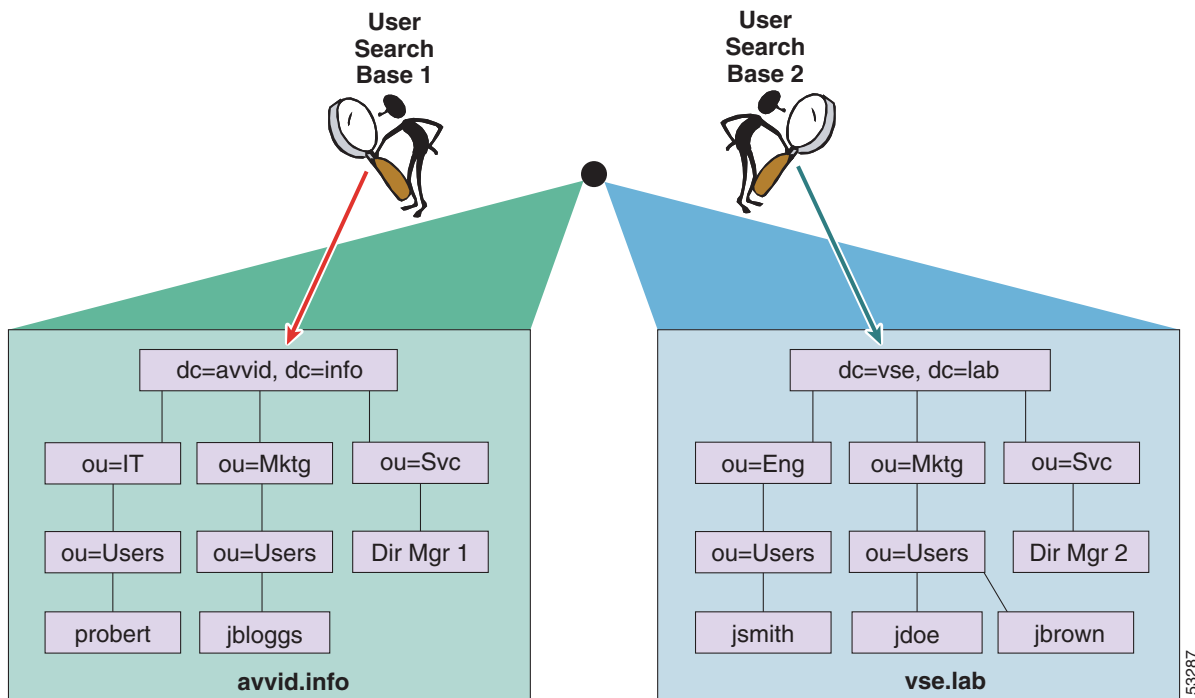 User
Search
Base 1
User
Search
Base 2
dc=avvid, dc=info
ou=IT
ou=Mktg
ou=Svc
ou=Users
ou=Users
Dir Mgr 1
probert
jbloggs
avvid.info
dc=vse, dc=lab
ou=Eng
ou=Mktg
ou=Svc
ou=Users
ou=Users
Dir Mgr 2
jsmith
jdoe
jbrown
vse.lab
53287